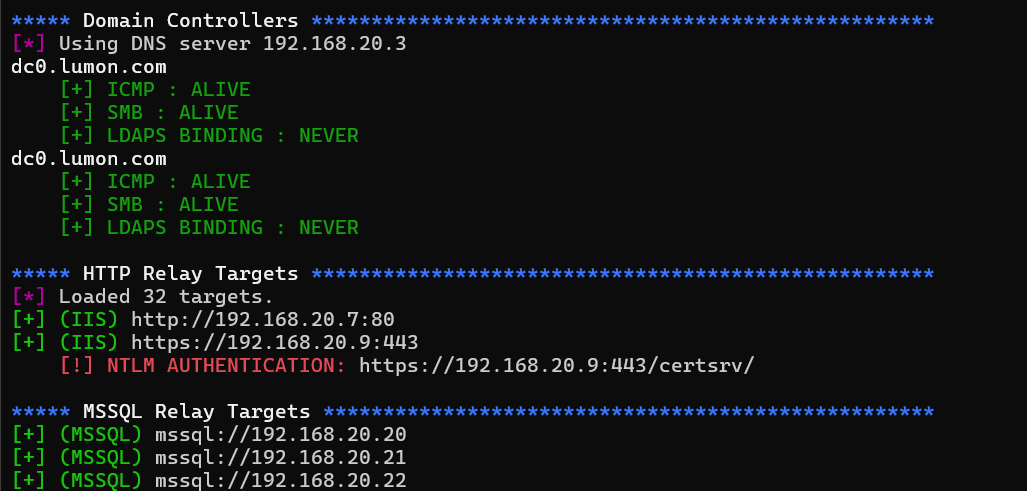 ***** Domain Controllers ****************************************************
[*] Using DNS server 192.168.20.3
dc0.lumon.com
[+] ICMP : ALIVE
[+] SMB : ALIVE
[+] LDAPS BINDING : NEVER
dc0.lumon.com
[+] ICMP : ALIVE
[+] SMB : ALIVE
[+] LDAPS BINDING : NEVER
***** HTTP Relay Targets ****************************************************
[*] Loaded 32 targets.
[+] (IIS) http://192.168.20.7:80
[+] (IIS) https://192.168.20.9:443
[!] NTLM AUTHENTICATION: https://192.168.20.9:443/certsrv/
***** MSSQL Relay Targets ***************************************************
[+] (MSSQL) mssql://192.168.20.20
[+] (MSSQL) mssql://192.168.20.21
[+] (MSSQL) mssql://192.168.20.22